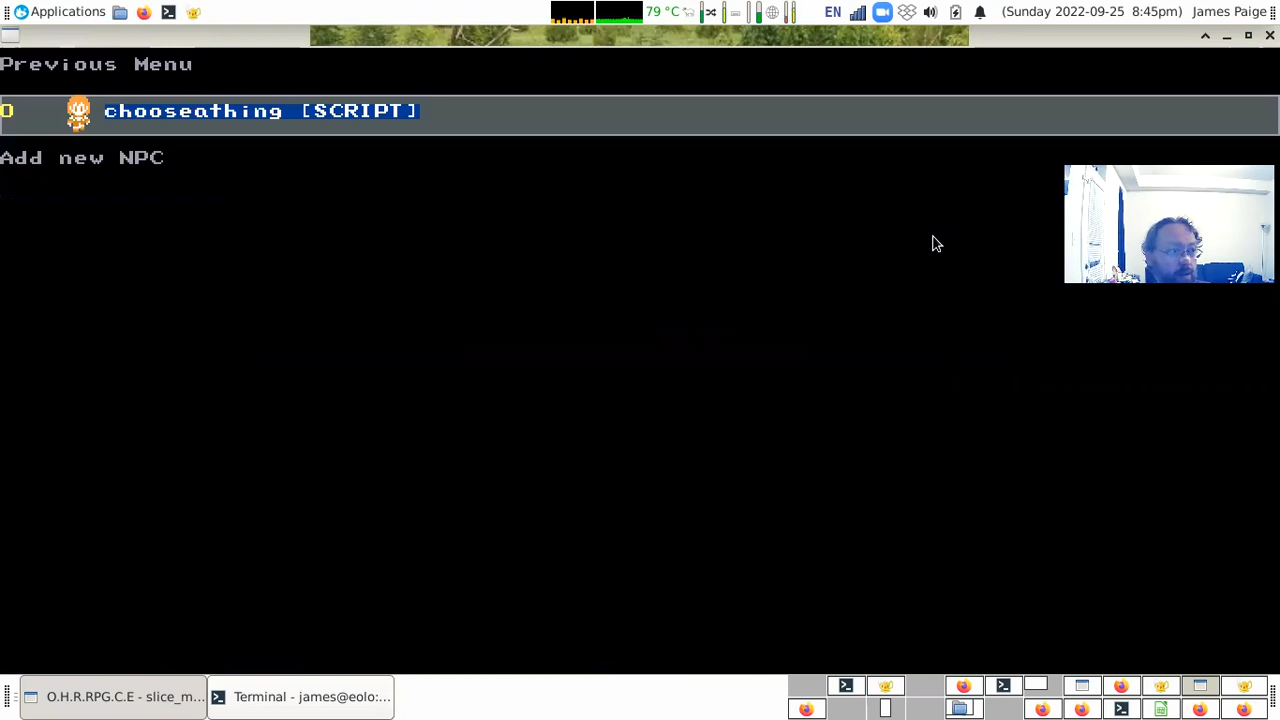 Applications
79 °C
EN
(Sunday 2022-09-25 8:45pm)
James Paige
Previous Menu
0
chooseathing [SCRIPT]
Add new NPC
O.H.R.RPG.C.E - slice_m...
Terminal - james@eolo:...